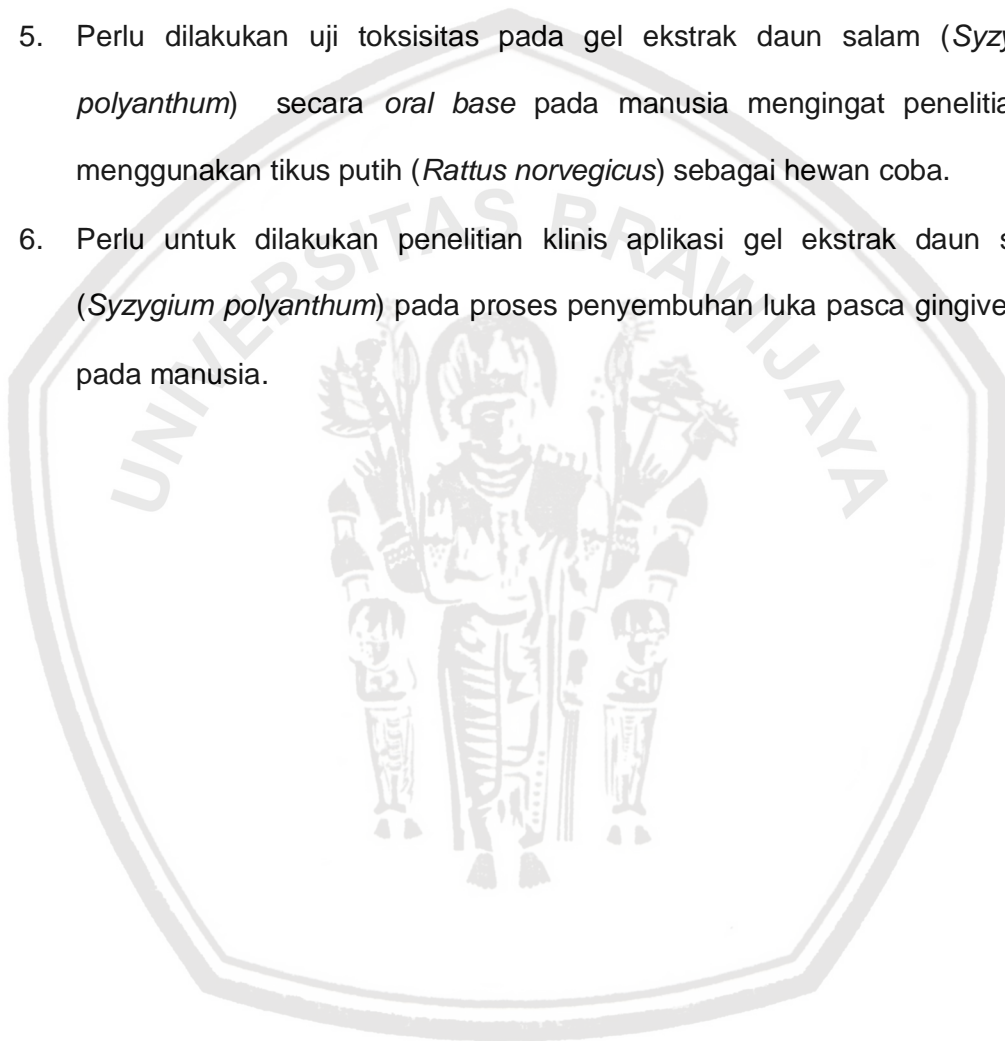 5. Perlu dilakukan uji toksisitas pada gel ekstrak daun salam (Syzy
polyanthum) secara oral base pada manusia mengingat penelitia
menggunakan tikus putih (Rattus norvegicus) sebagai hewan coba.
6. Perlu untuk dilakukan penelitian klinis aplikasi gel ekstrak daun s
(Syzygium polyanthum) pada proses penyembuhan luka pasca gingive
pada manusia.
UNIVERSITAS BRAWIJAYA